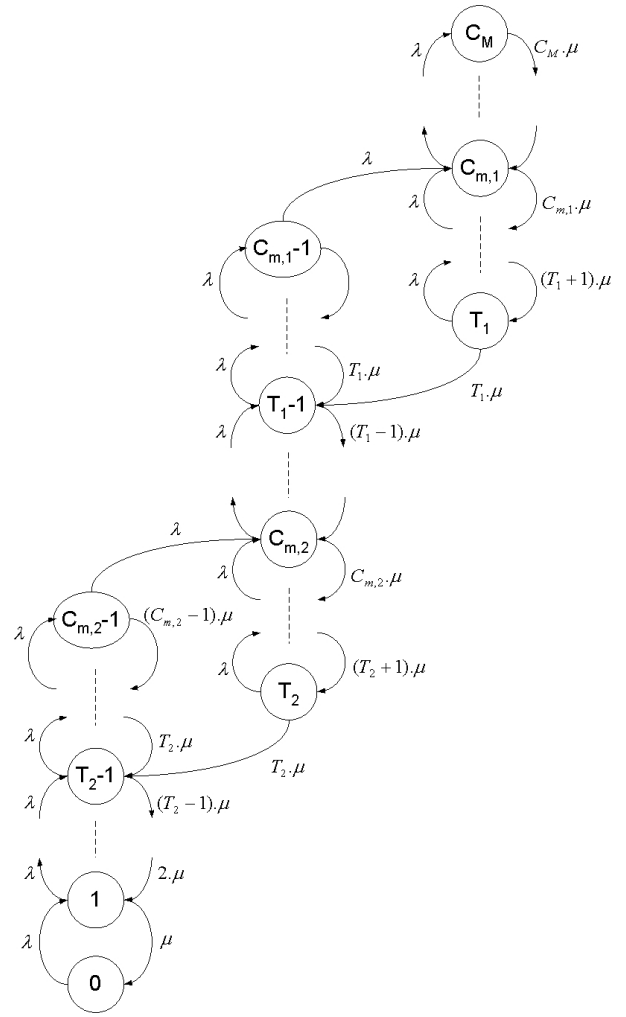 C_M
λ
C_M.μ
λ
C_m,1
λ
C_m,1.μ
C_m,1-1
λ
λ
(T_1+1).μ
T_1
λ
T_1.μ
T_1.μ
T_1-1
λ
(T_1−1).μ
λ
C_m,2
λ
C_m,2.μ
C_m,2-1
(C_m,2−1).μ
λ
λ
(T_2+1).μ
T_2
λ
T_2.μ
T_2.μ
T_2-1
λ
(T_2−1).μ
λ
2.μ
1
λ
μ
0